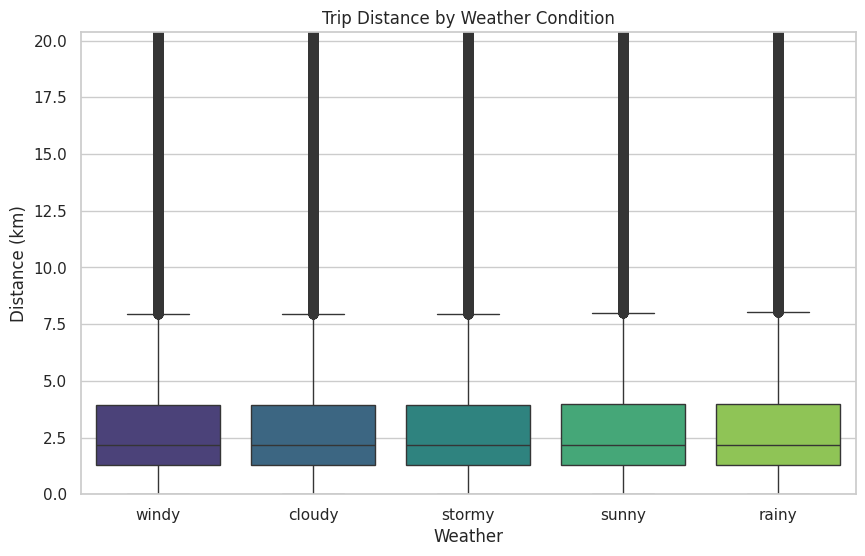 Trip Distance by Weather Condition
20.0
17.5
15.0
12.5
10.0
7.5
5.0
2.5
0.0
Distance (km)
windy cloudy stormy sunny rainy
Weather